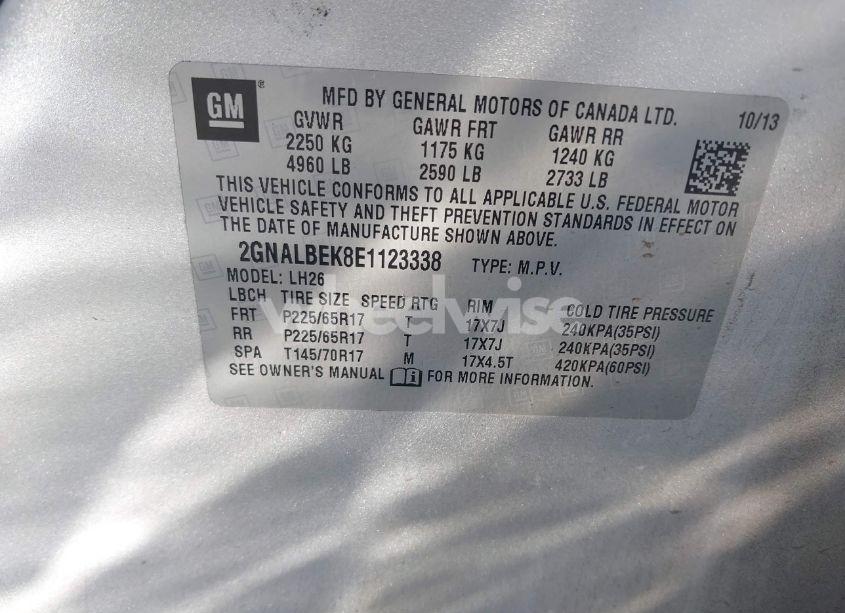 GM®
MFD BY GENERAL MOTORS OF CANADA LTD. 10/13
GVWR GAWR FRT GAWR RR
2250 KG 1175 KG 1240 KG
4960 LB 2590 LB 2733 LB
THIS VEHICLE CONFORMS TO ALL APPLICABLE U.S. FEDERAL MOTOR
VEHICLE SAFETY AND THEFT PREVENTION STANDARDS IN EFFECT ON
THE DATE OF MANUFACTURE SHOWN ABOVE.
2GNALBEK8E1123338 TYPE: M.P.V.
MODEL: LH26
LBCH TIRE SIZE SPEED RTG RIM COLD TIRE PRESSURE
FRT P225/65R17 T 17X7J 240KPA(35PSI)
RR P225/65R17 T 17X7J 240KPA(35PSI)
SPA T145/70R17 M 17X4.5T 420KPA(60PSI)
SEE OWNER'S MANUAL FOR MORE INFORMATION.
wheelwise